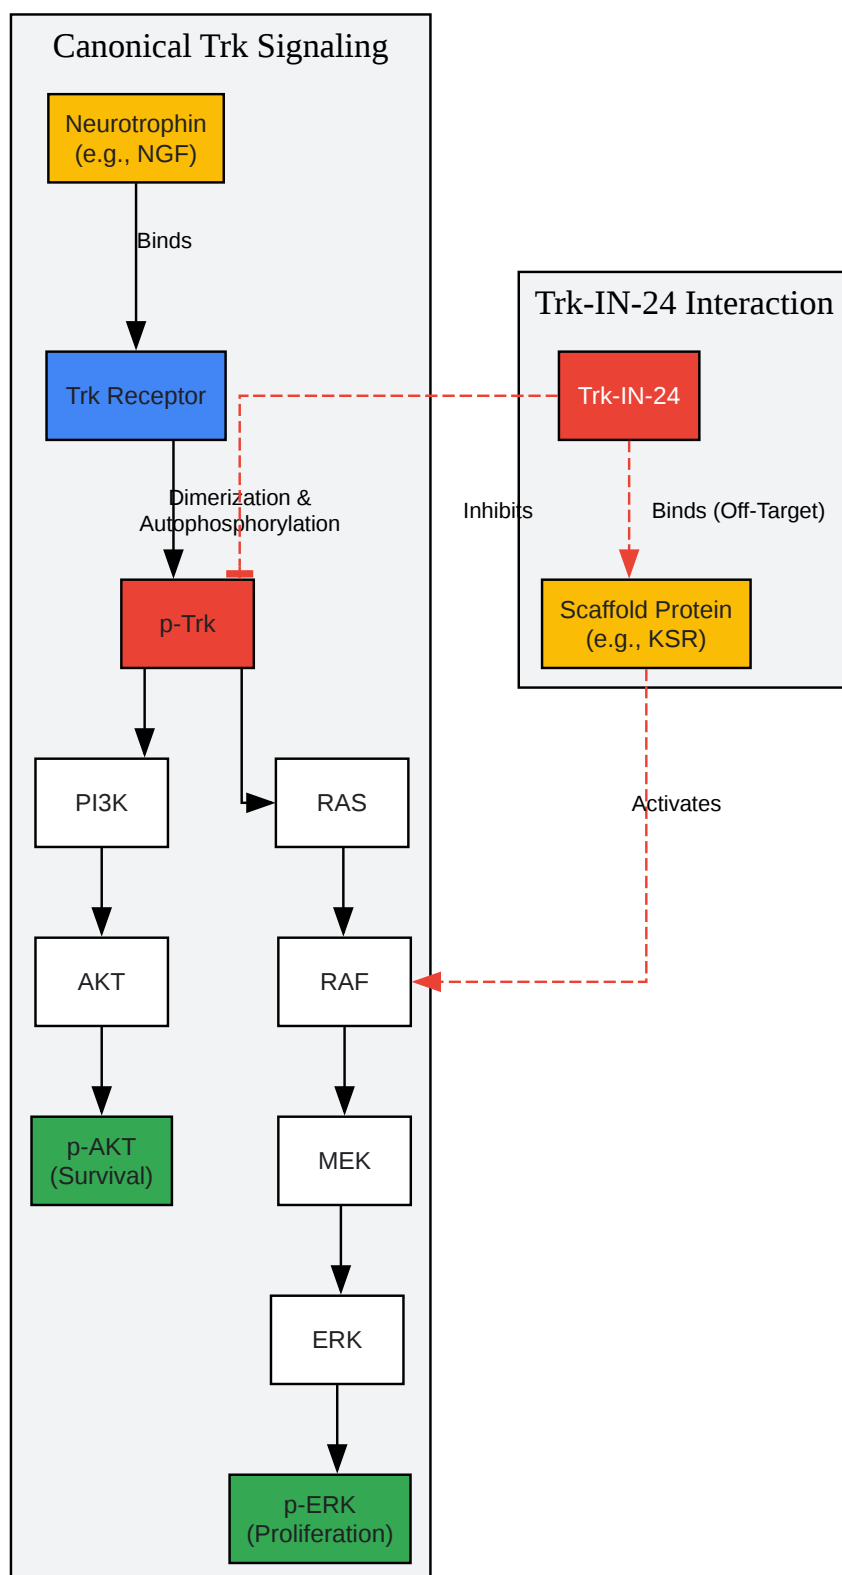 Canonical Trk Signaling
Neurotrophin
(e.g., NGF)
Binds
Trk-IN-24 Interaction
Trk Receptor
Trk-IN-24
Dimerization &
Autophosphorylation
Inhibits
Binds (Off-Target)
p-Trk
Scaffold Protein
(e.g., KSR)
PI3K
RAS
Activates
AKT
RAF
p-AKT
(Survival)
MEK
ERK
p-ERK
(Proliferation)